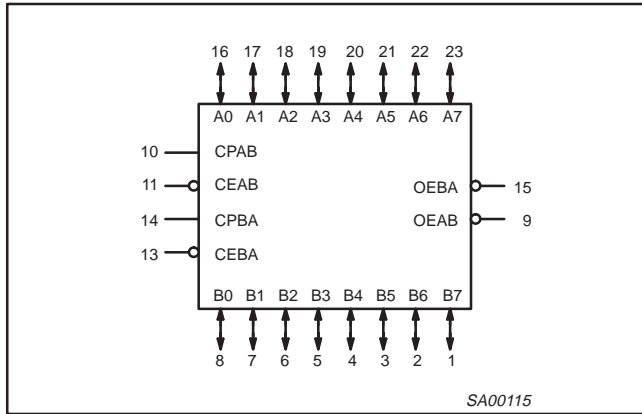 16 17 18 19 20 21 22 23
A0 A1 A2 A3 A4 A5 A6 A7
10 CPAB
11 CEAB OEBA 15
14 CPBA OEAB 9
13 CEBA
B0 B1 B2 B3 B4 B5 B6 B7
8 7 6 5 4 3 2 1
SA00115